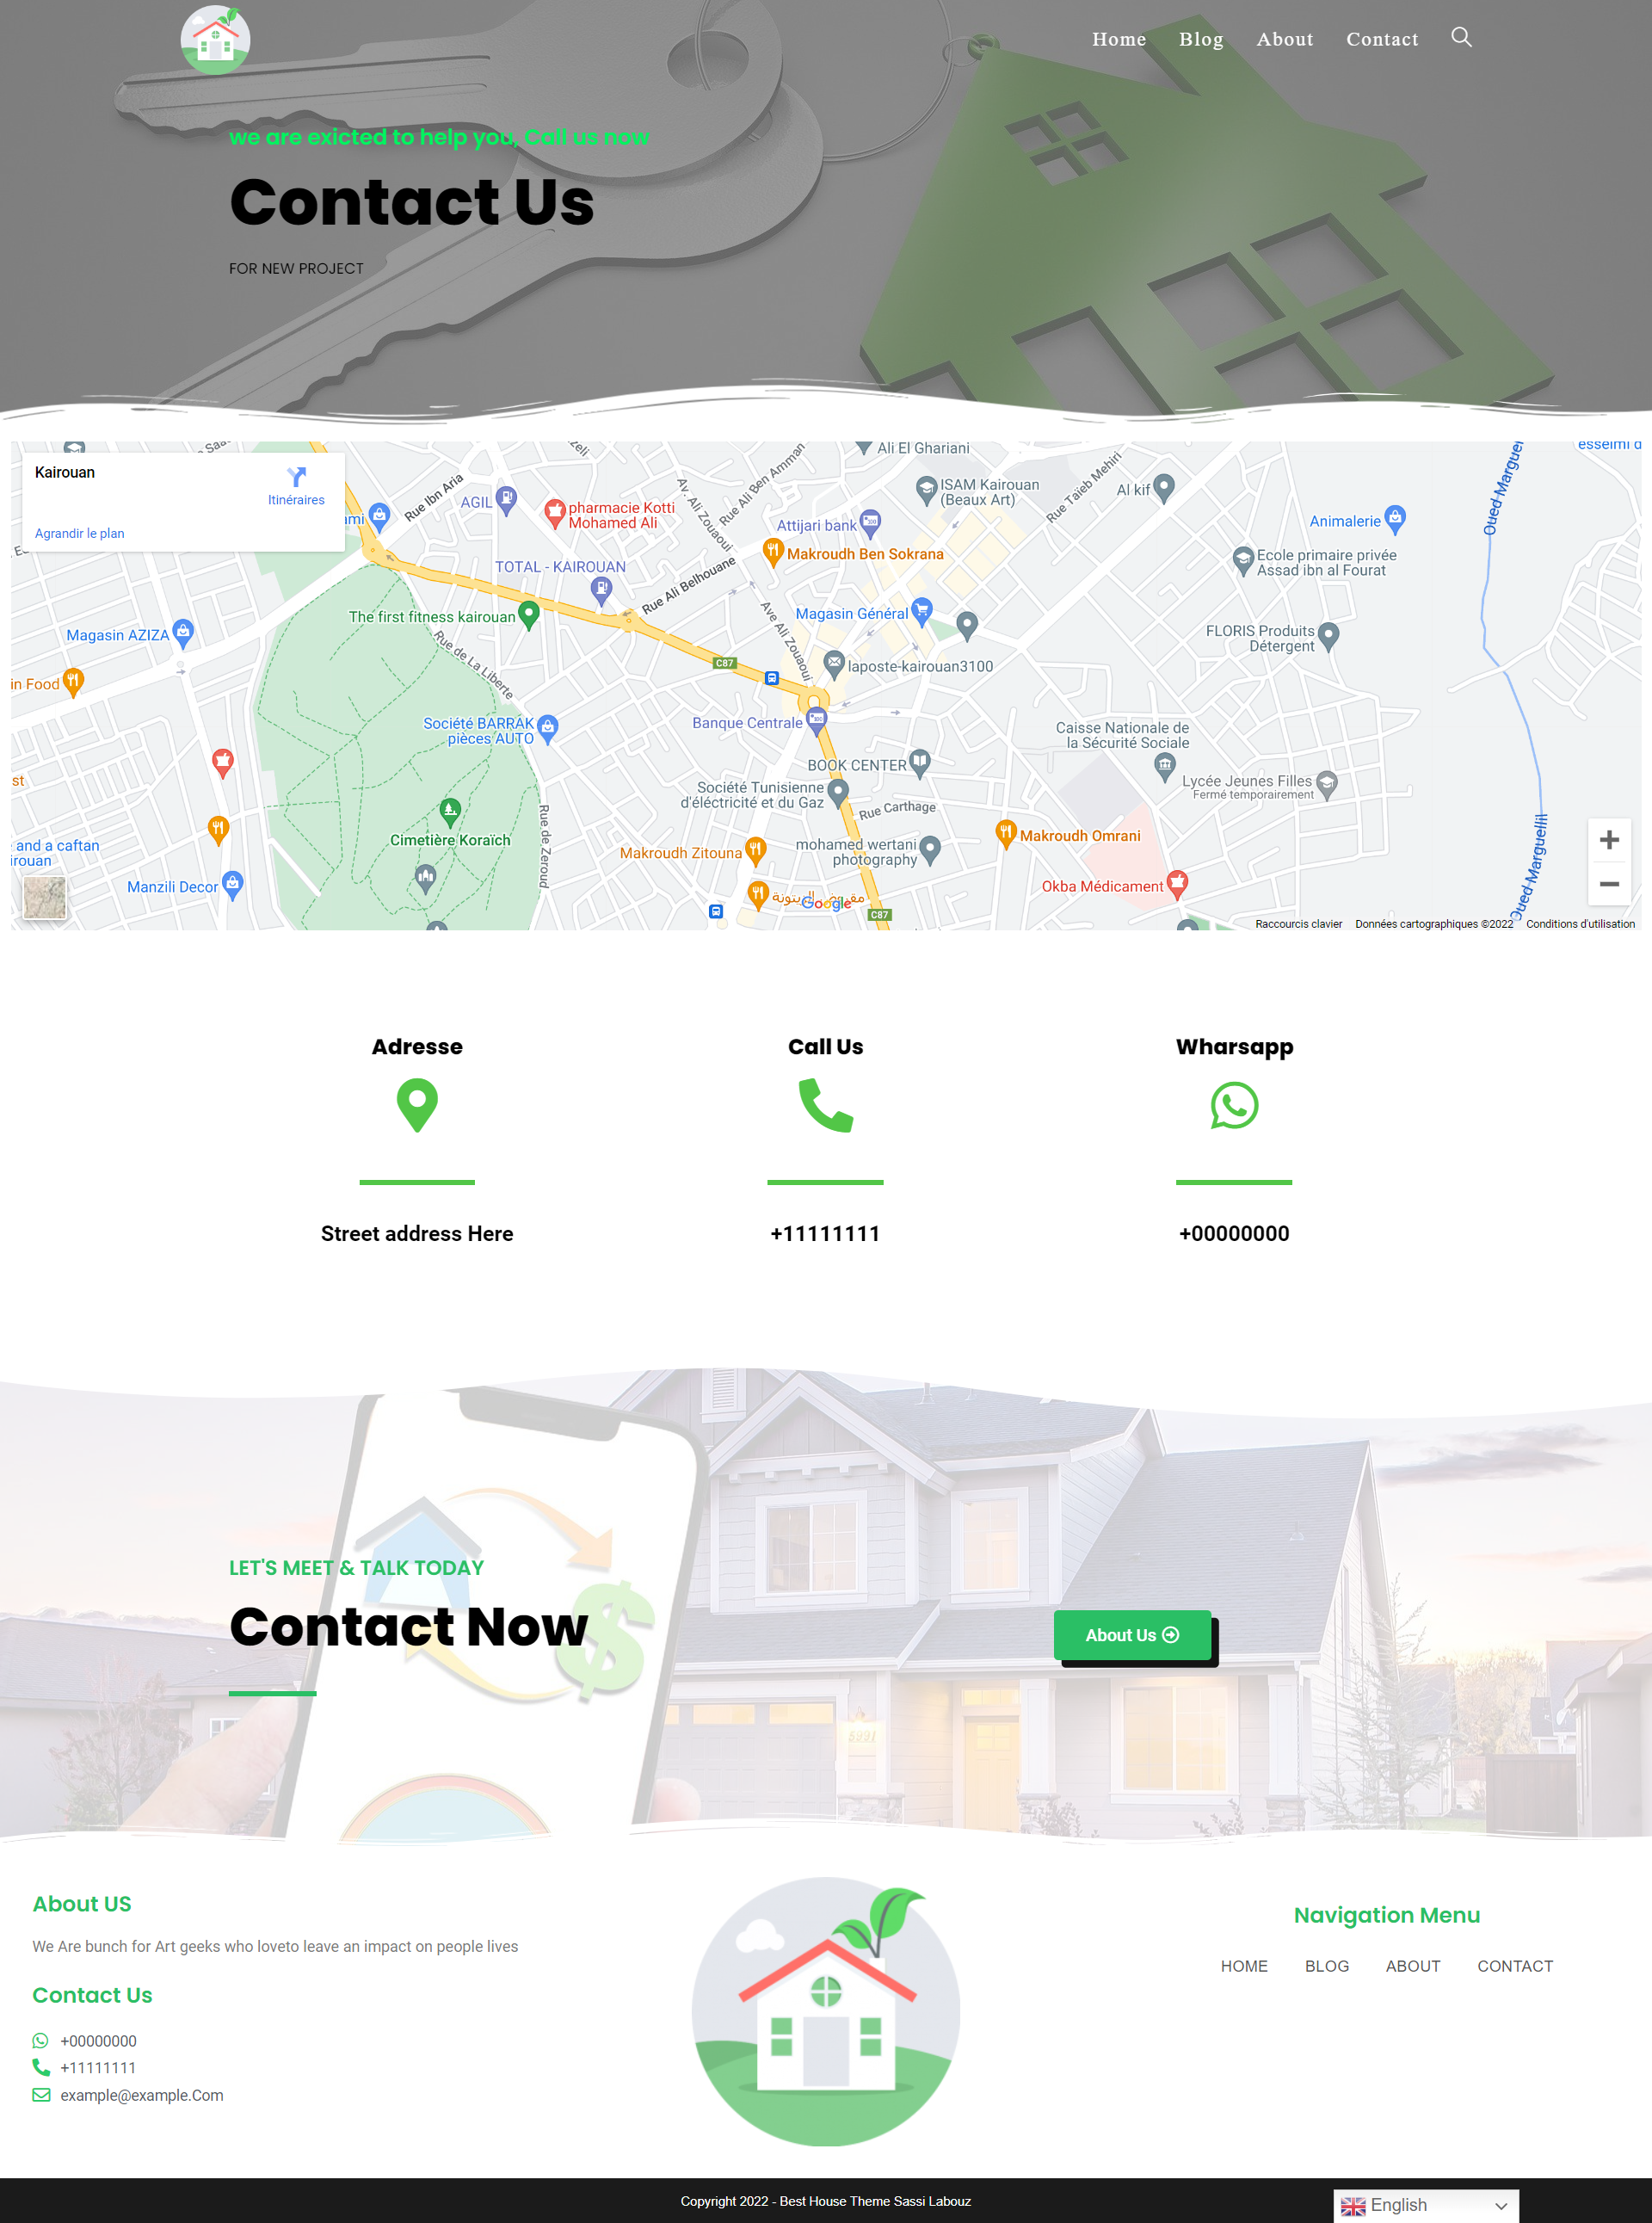 Home Blog About Contact
we are exicted to help you, Call us now
Contact Us
FOR NEW PROJECT
Kairouan
Itinéraires
Agrandir le plan
Rue Ibn Aria
AGIL
pharmacie Kotti
Mohamed Ali
TOTAL - KAIROUAN
The first fitness kairouan
Magasin AZIZA
in Food
Rue de La Liberte
Société BARRAK
pièces AUTO
Cimetière Koraïch
Rue de Zeroud
Manzili Decor
and a caftan
irouan
st
Av. Ali Zouaoui
Rue Ali Ben Ammar
Rue Ali Belhouane
Ave Ali Zouaoui
Ali El Ghariani
ISAM Kairouan
(Beaux Art)
Attijari bank
Makroudh Ben Sokrana
Magasin Général
laposte-kairouan3100
C87
Banque Centrale
BOOK CENTER
Société Tunisienne
d'éléctricité et du Gaz
Rue Carthage
Makroudh Zitouna
mohamed wertani
photography
Google
C87
Rue Taïeb Mehiri
Al kif
Animalerie
Ecole primaire privée
Assad ibn al Fourat
FLORIS Produits
Détergent
Caisse Nationale de
la Sécurité Sociale
Lycée Jeunes Filles
Fermé temporairement
Makroudh Omrani
Okba Médicament
Oued Marguellil
Raccourcis clavier Données cartographiques ©2022 Conditions d'utilisation
Adresse
Street address Here
Call Us
+11111111
Wharsapp
+00000000
LET'S MEET & TALK TODAY
Contact Now
About Us
About US
We Are bunch for Art geeks who loveto leave an impact on people lives
Contact Us
+00000000
+11111111
example@example.Com
Navigation Menu
HOME BLOG ABOUT CONTACT
Copyright 2022 - Best House Theme Sassi Labouz
English